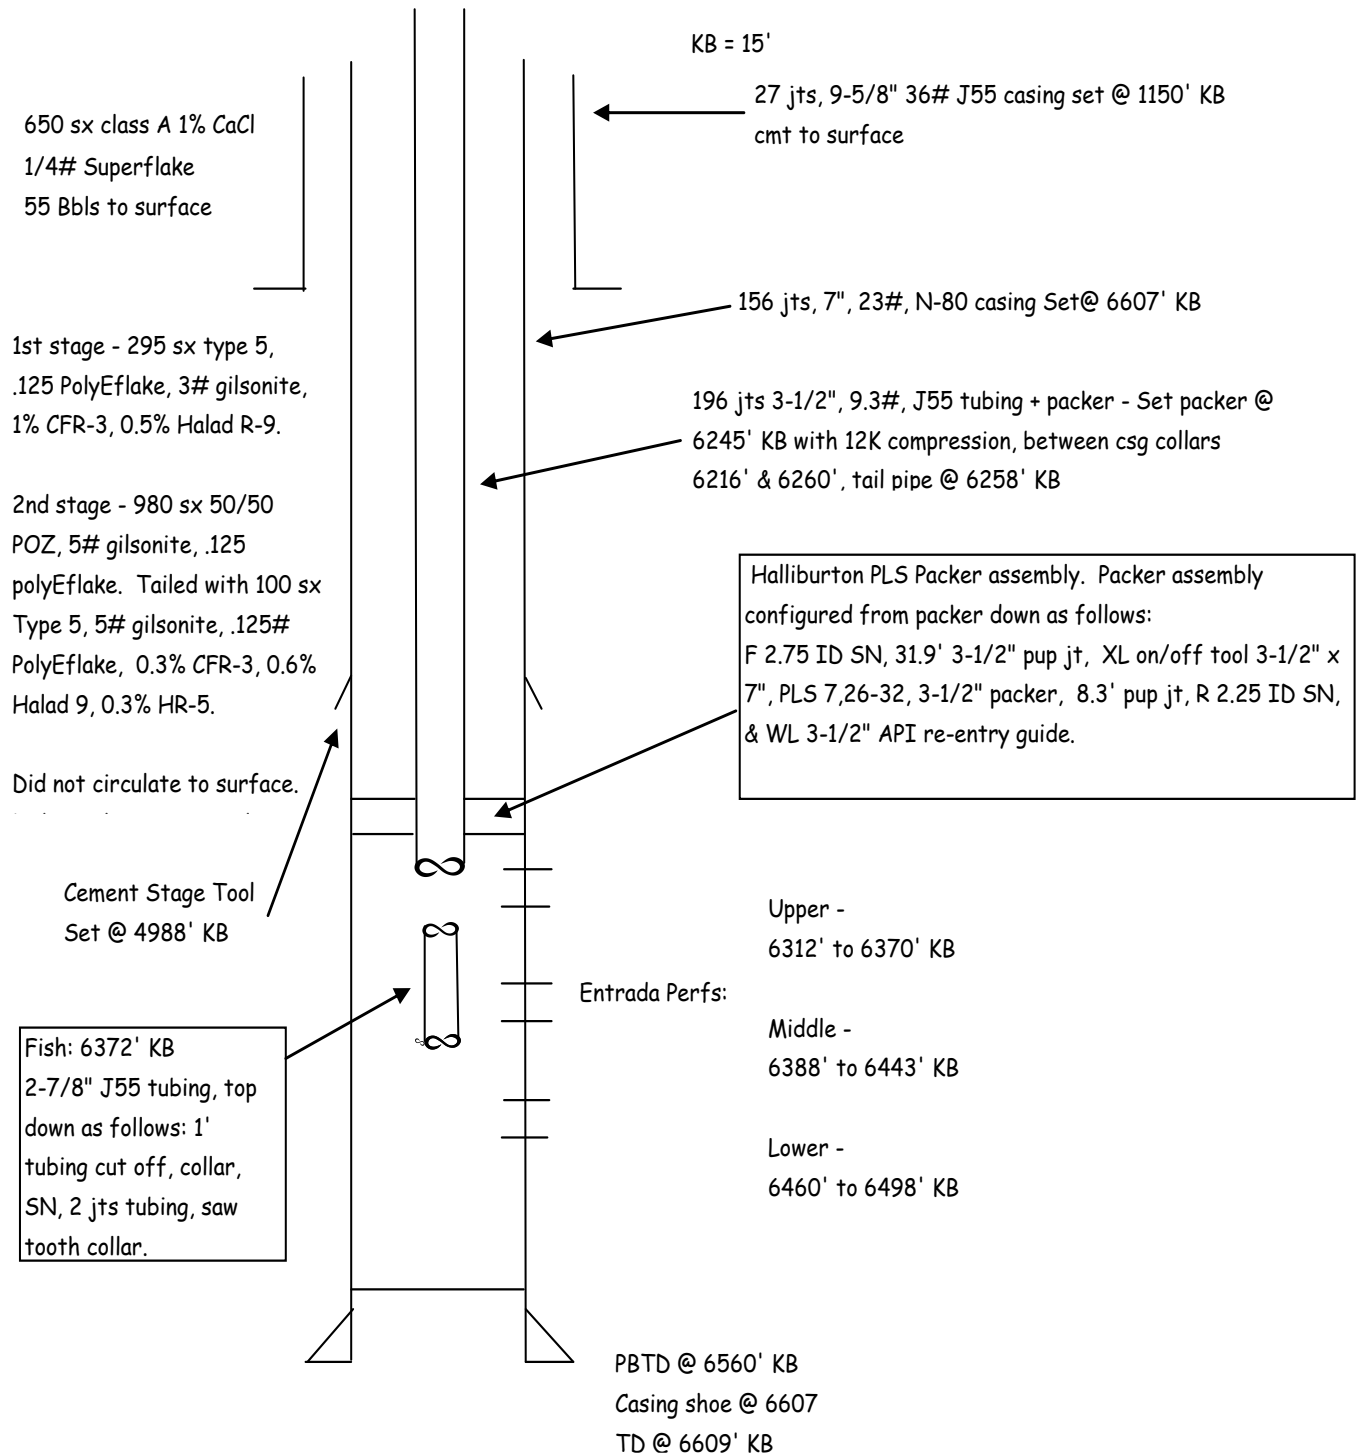 KB = 15'
27 jts, 9-5/8" 36# J55 casing set @ 1150' KB
cmt to surface
650 sx class A 1% CaCl
1/4# Superflake
55 Bbls to surface
156 jts, 7", 23#, N-80 casing Set@ 6607' KB
1st stage - 295 sx type 5,
.125 PolyEflake, 3# gilsonite,
1% CFR-3, 0.5% Halad R-9.
196 jts 3-1/2", 9.3#, J55 tubing + packer - Set packer @
6245' KB with 12K compression, between csg collars
6216' & 6260', tail pipe @ 6258' KB
2nd stage - 980 sx 50/50
POZ, 5# gilsonite, .125
polyEflake. Tailed with 100 sx
Type 5, 5# gilsonite, .125#
PolyEflake, 0.3% CFR-3, 0.6%
Halad 9, 0.3% HR-5.
Did not circulate to surface.
Halliburton PLS Packer assembly. Packer assembly
configured from packer down as follows:
F 2.75 ID SN, 31.9' 3-1/2" pup jt, XL on/off tool 3-1/2" x
7", PLS 7,26-32, 3-1/2" packer, 8.3' pup jt, R 2.25 ID SN,
& WL 3-1/2" API re-entry guide.
Cement Stage Tool
Set @ 4988' KB
Upper -
6312' to 6370' KB
Entrada Perfs:
Middle -
6388' to 6443' KB
Lower -
6460' to 6498' KB
Fish: 6372' KB
2-7/8" J55 tubing, top
down as follows: 1'
tubing cut off, collar,
SN, 2 jts tubing, saw
tooth collar.
PBTD @ 6560' KB
Casing shoe @ 6607
TD @ 6609' KB